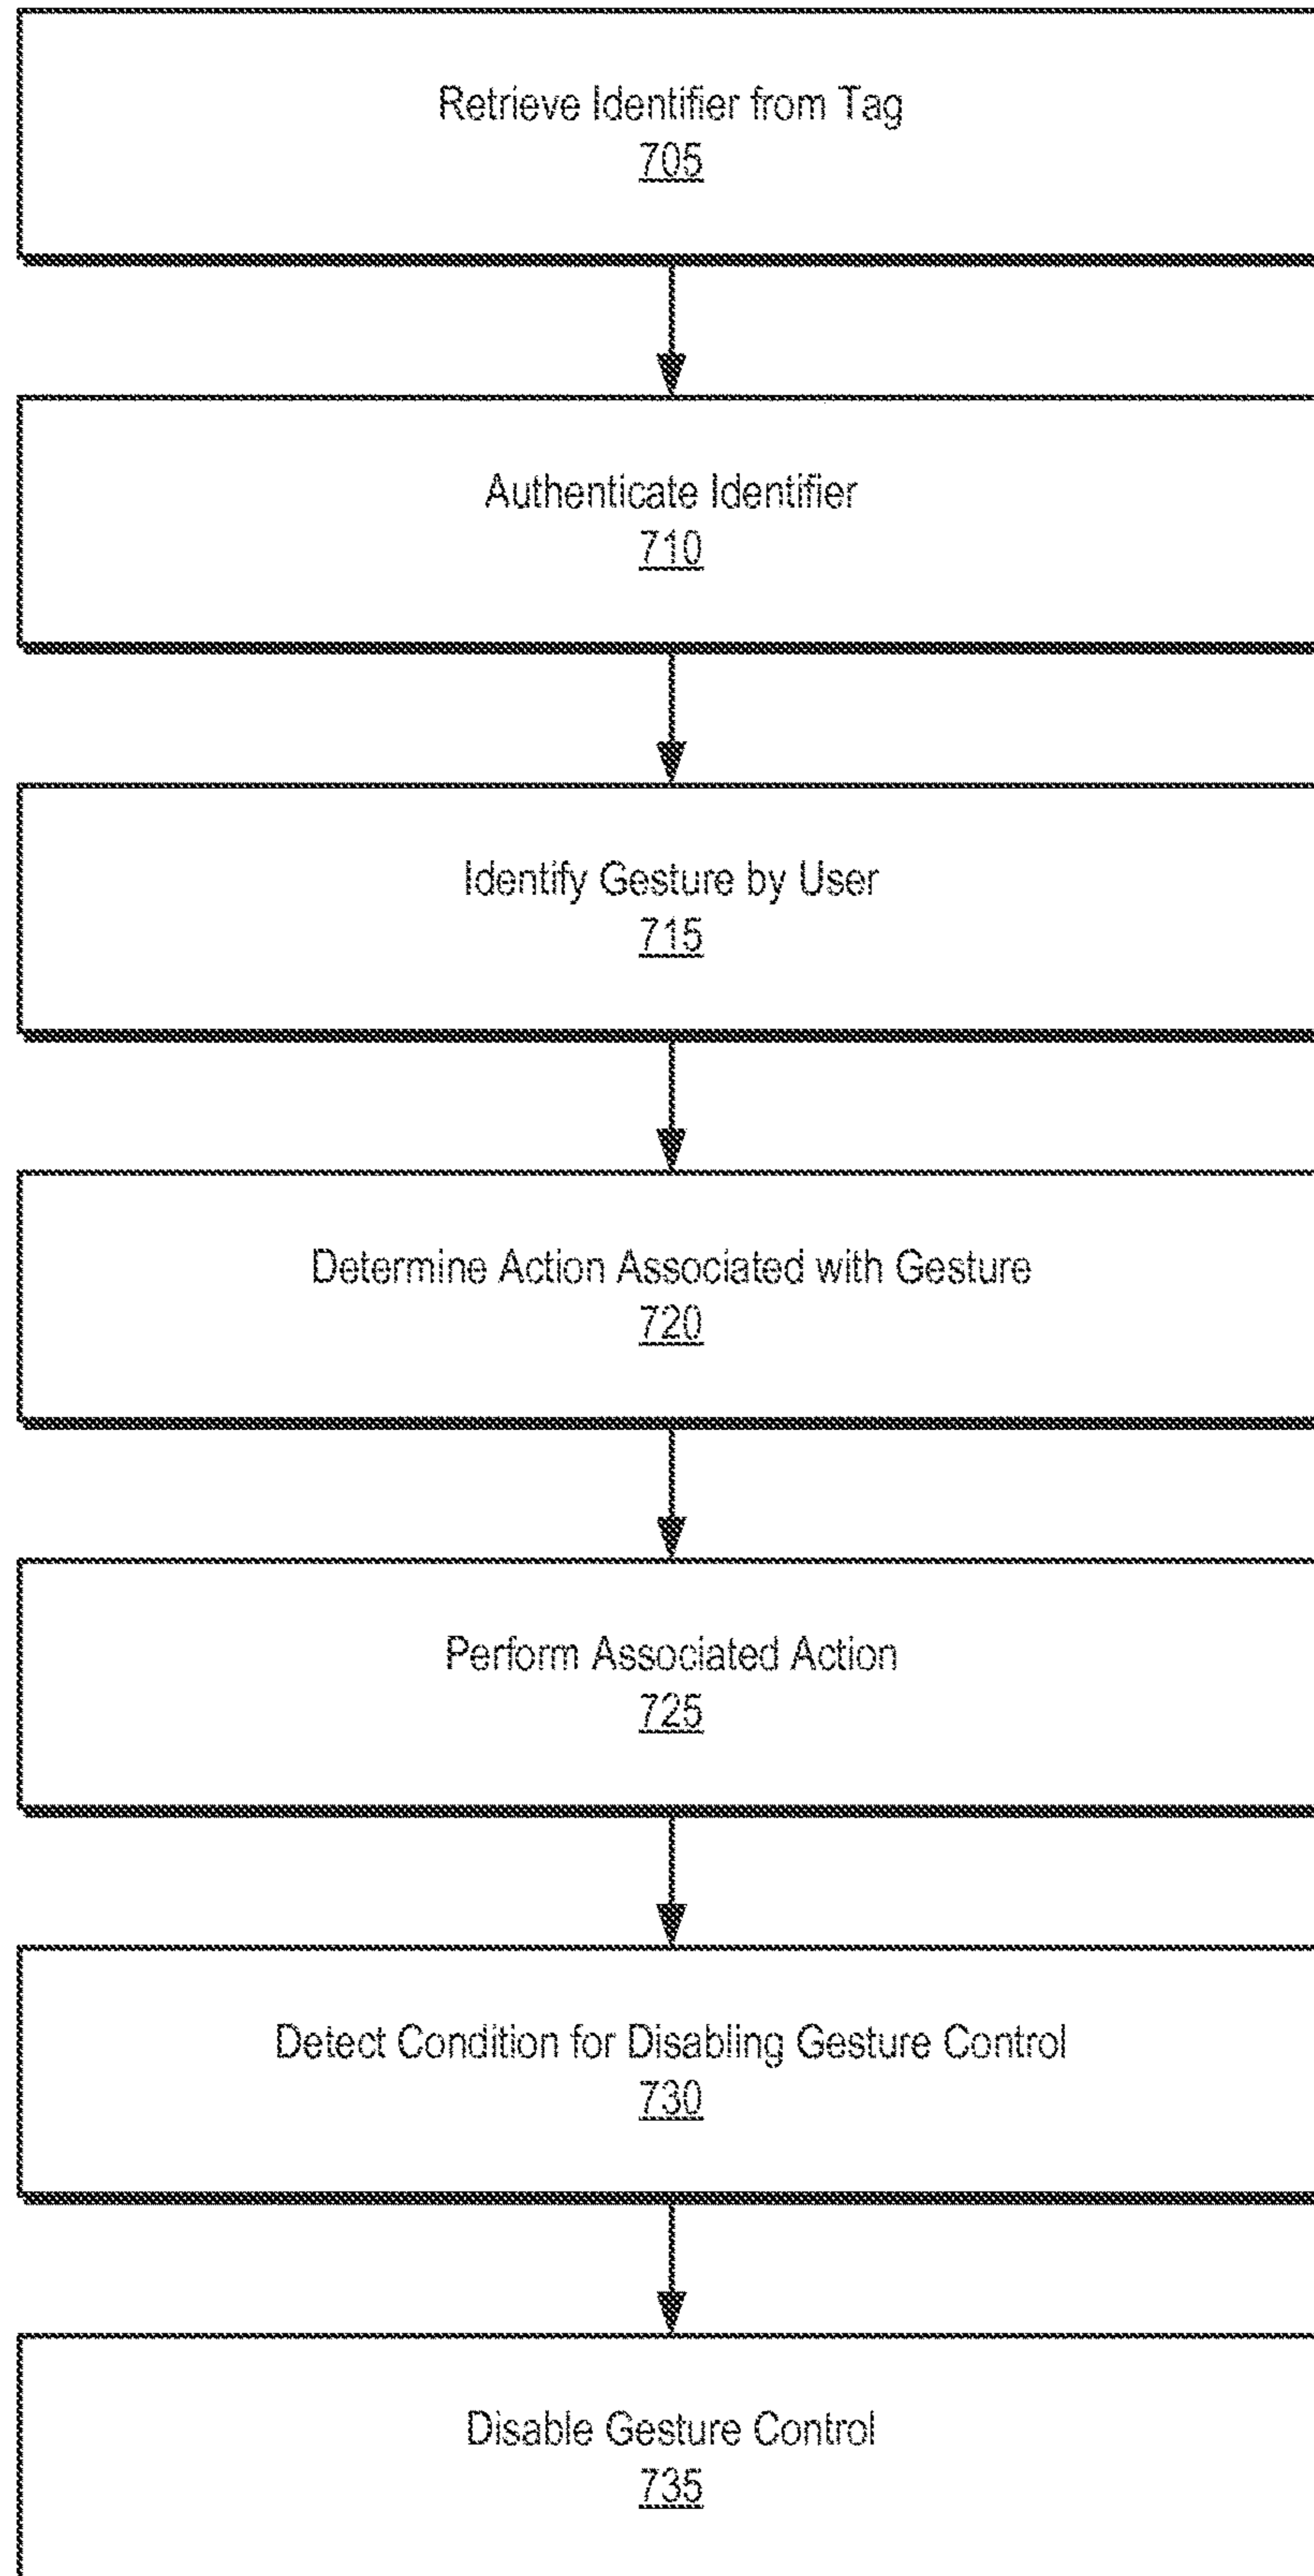 Retrieve Identifier from Tag
705
Authenticate Identifier
710
Identify Gesture by User
715
Determine Action Associated with Gesture
720
Perform Associated Action
725
Detect Condition for Disabling Gesture Control
730
Disable Gesture Control
735